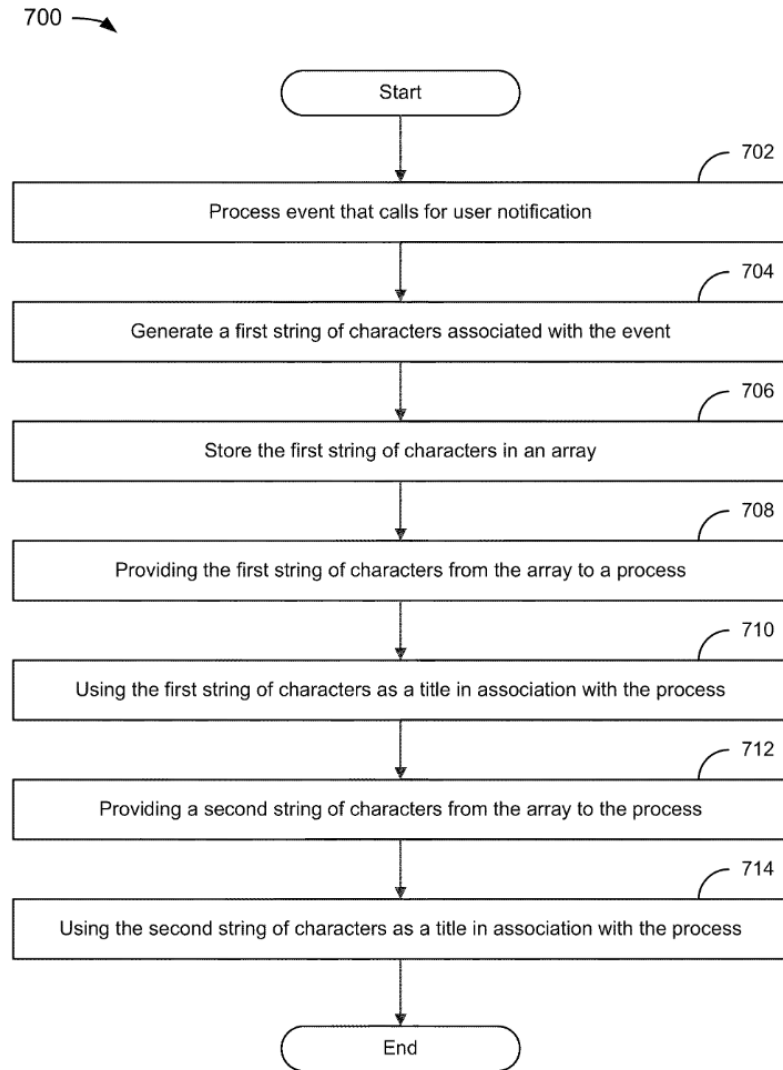 700
Start
702
Process event that calls for user notification
704
Generate a first string of characters associated with the event
706
Store the first string of characters in an array
708
Providing the first string of characters from the array to a process
710
Using the first string of characters as a title in association with the process
712
Providing a second string of characters from the array to the process
714
Using the second string of characters as a title in association with the process
End